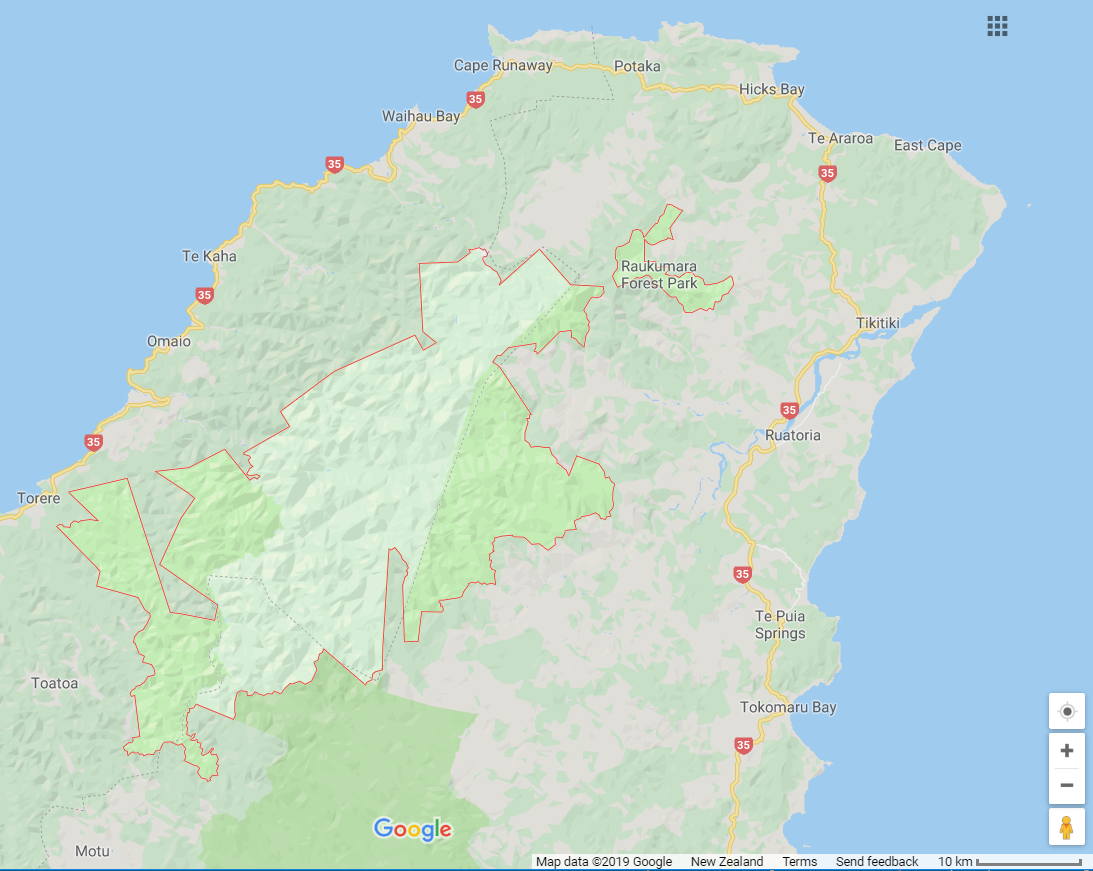 Cape Runaway
Potaka
Hicks Bay
35
Waihau Bay
Te Araroa
East Cape
35
35
Te Kaha
Raukumara
Forest Park
35
Tikitiki
Omaio
35
Ruatoria
35
Torere
35
Te Puia
Springs
Toatoa
Tokomaru Bay
35
Google
Motu
Map data ©2019 Google New Zealand Terms Send feedback 10 km